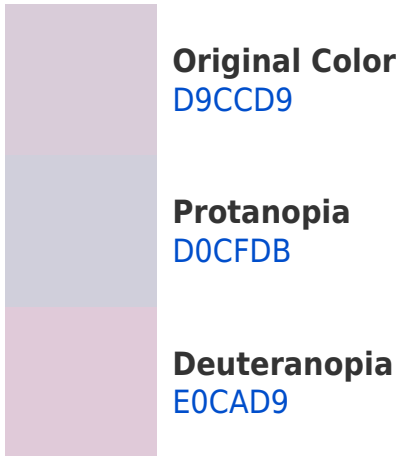 Original Color
D9CCD9
Protanopia
D0CFDB
Deuteranopia
E0CAD9